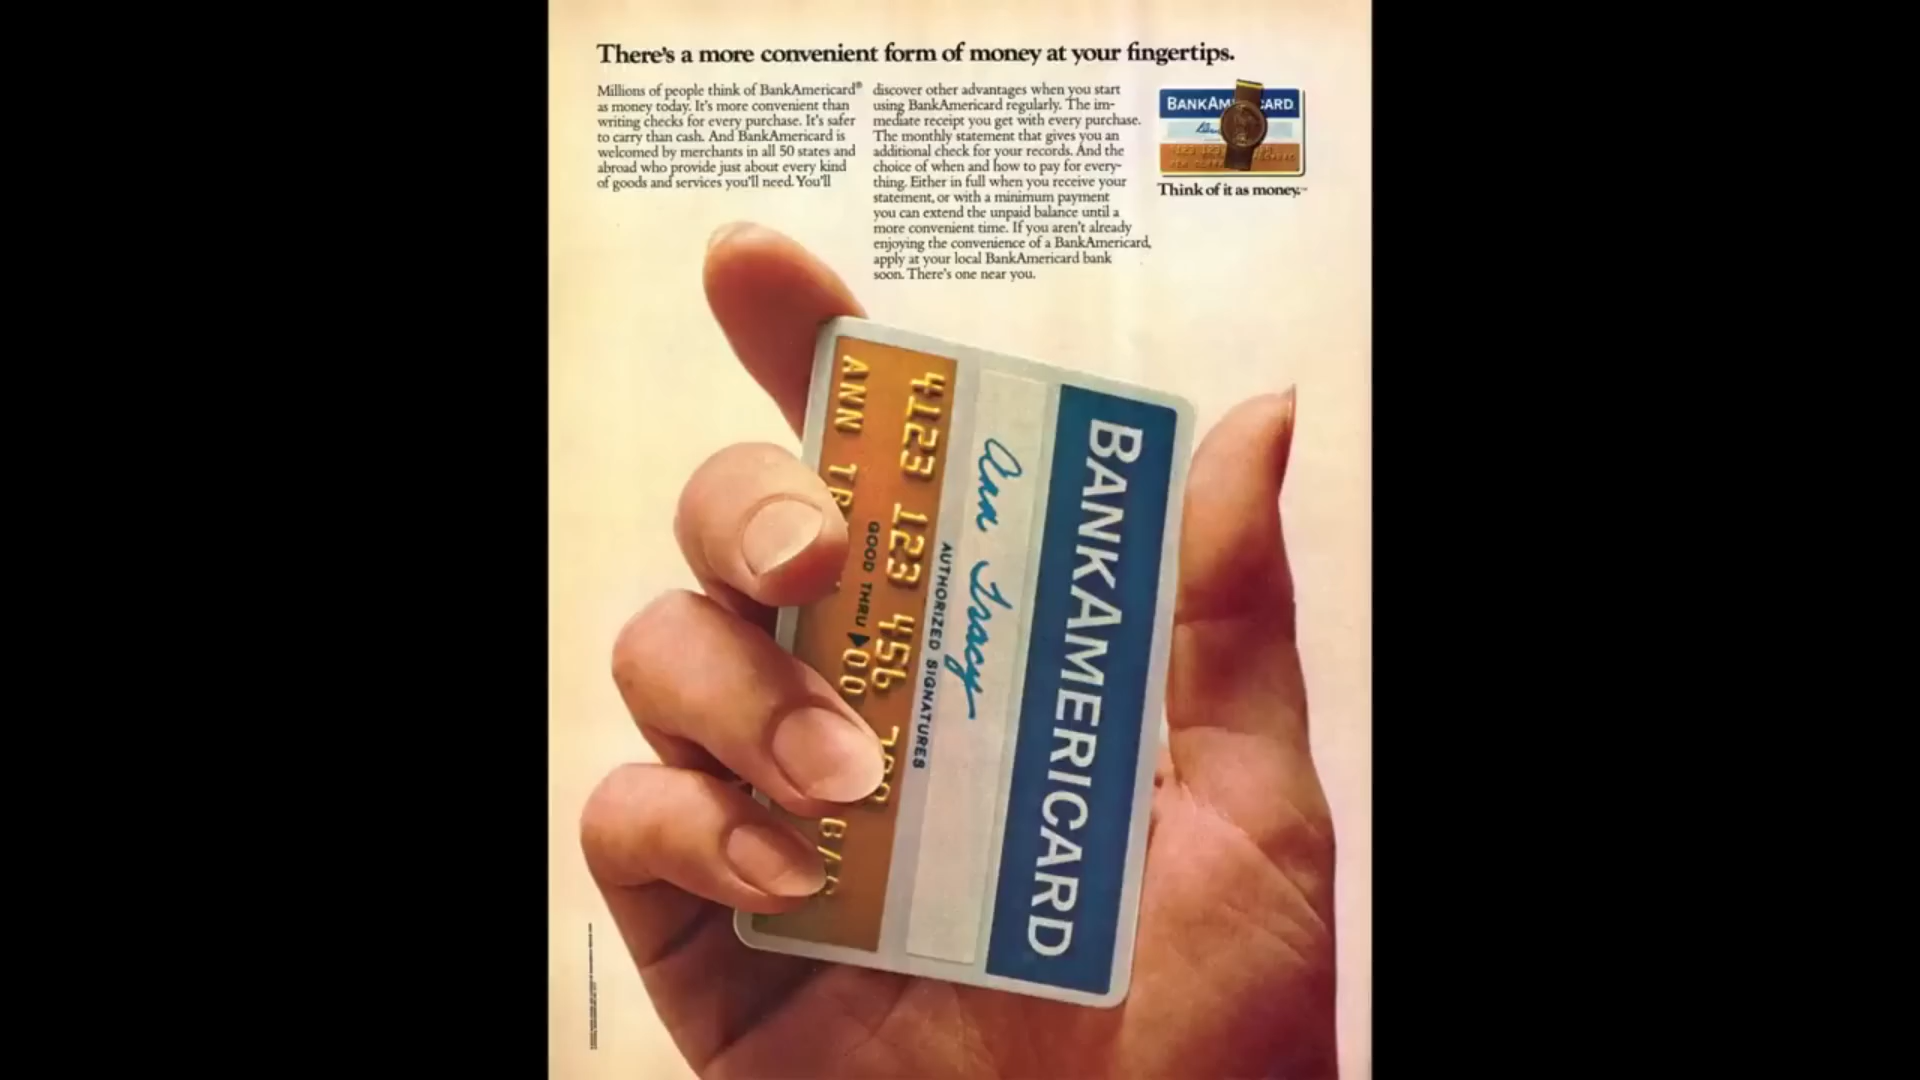 There's a more convenient form of money at your fingertips.
Millions of people think of BankAmericard®
as money today. It's more convenient than
writing checks for every purchase. It's safer
to carry than cash. And BankAmericard is
welcomed by merchants in all 50 states and
abroad who provide just about every kind
of goods and services you'll need. You'll
discover other advantages when you start
using BankAmericard regularly. The im-
mediate receipt you get with every purchase.
The monthly statement that gives you an
additional check for your records. And the
choice of when and how to pay for every-
thing. Either in full when you receive your
statement, or with a minimum payment
you can extend the unpaid balance until a
more convenient time. If you aren't already
enjoying the convenience of a BankAmericard,
apply at your local BankAmericard bank
soon. There's one near you.
Think of it as money.™
BANKAMERICARD
Ann Tracy
AUTHORIZED SIGNATURES
4123 123 456
GOOD THRU 00
ANN